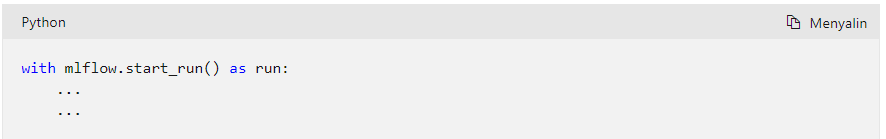 Python Menyalin
with mlflow.start_run() as run:
    ...
    ...